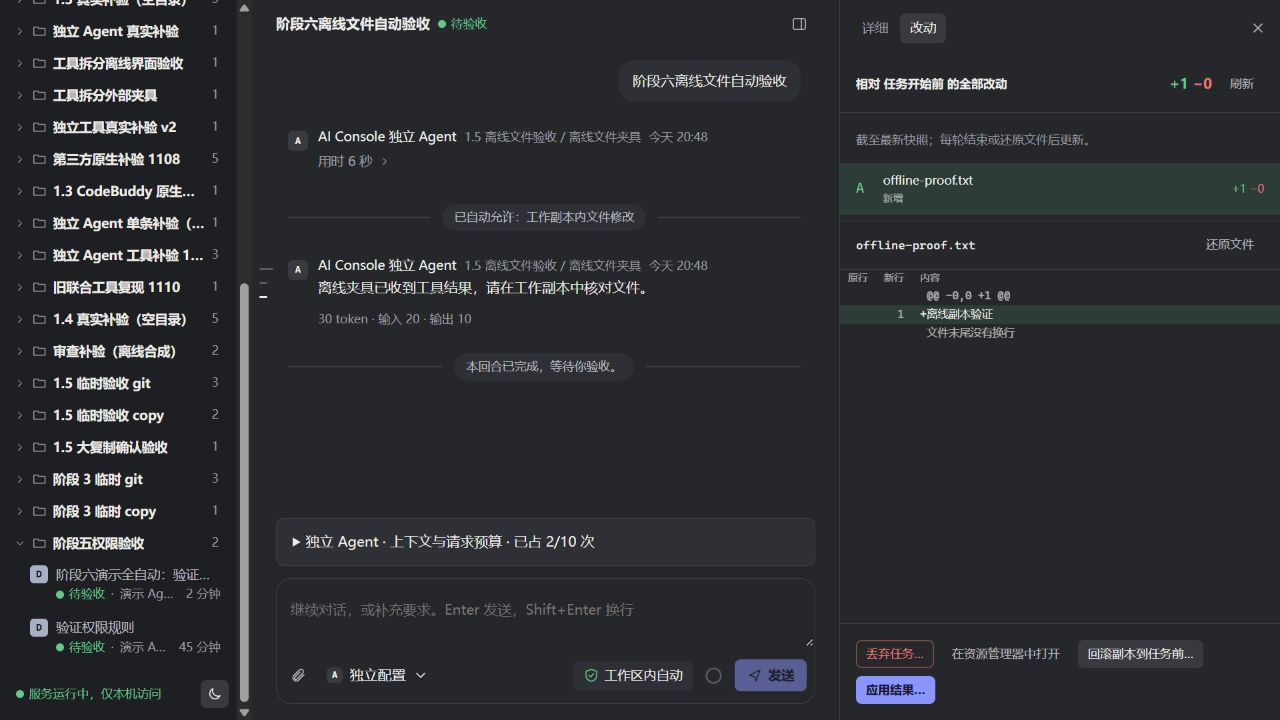 1.5 真实补验（空目录）
独立 Agent 真实补验 1
工具拆分离线界面验收 1
工具拆分外部夹具 1
独立工具真实补验 v2 1
第三方原生补验 1108 5
1.3 CodeBuddy 原生... 1
独立 Agent 单条补验（... 1
独立 Agent 工具补验 1... 3
旧联合工具复现 1110 1
1.4 真实补验（空目录） 5
审查补验（离线合成） 2
1.5 临时验收 git 3
1.5 临时验收 copy 2
1.5 大复制确认验收 1
阶段 3 临时 git 3
阶段 3 临时 copy 1
阶段五权限验收 2
D 阶段六演示全自动：验证...
待验收 · 演示 Ag... 2 分钟
D 验证权限规则
待验收 · 演示 A... 45 分钟
服务运行中，仅本机访问
阶段六离线文件自动验收 待验收
阶段六离线文件自动验收
A AI Console 独立 Agent 1.5 离线文件验收 / 离线文件夹具 今天 20:48
用时 6 秒
已自动允许：工作副本内文件修改
A AI Console 独立 Agent 1.5 离线文件验收 / 离线文件夹具 今天 20:48
离线夹具已收到工具结果，请在工作副本中核对文件。
30 token · 输入 20 · 输出 10
本回合已完成，等待你验收。
独立 Agent · 上下文与请求预算 · 已占 2/10 次
继续对话，或补充要求。Enter 发送，Shift+Enter 换行
A 独立配置 工作区内自动 发送
详细 改动
相对 任务开始前 的全部改动 +1 −0 刷新
截至最新快照；每轮结束或还原文件后更新。
A offline-proof.txt +1 −0
新增
offline-proof.txt 还原文件
原行 新行 内容
@@ -0,0 +1 @@
1 +离线副本验证
文件末尾没有换行
丢弃任务... 在资源管理器中打开 回滚副本到任务前...
应用结果...